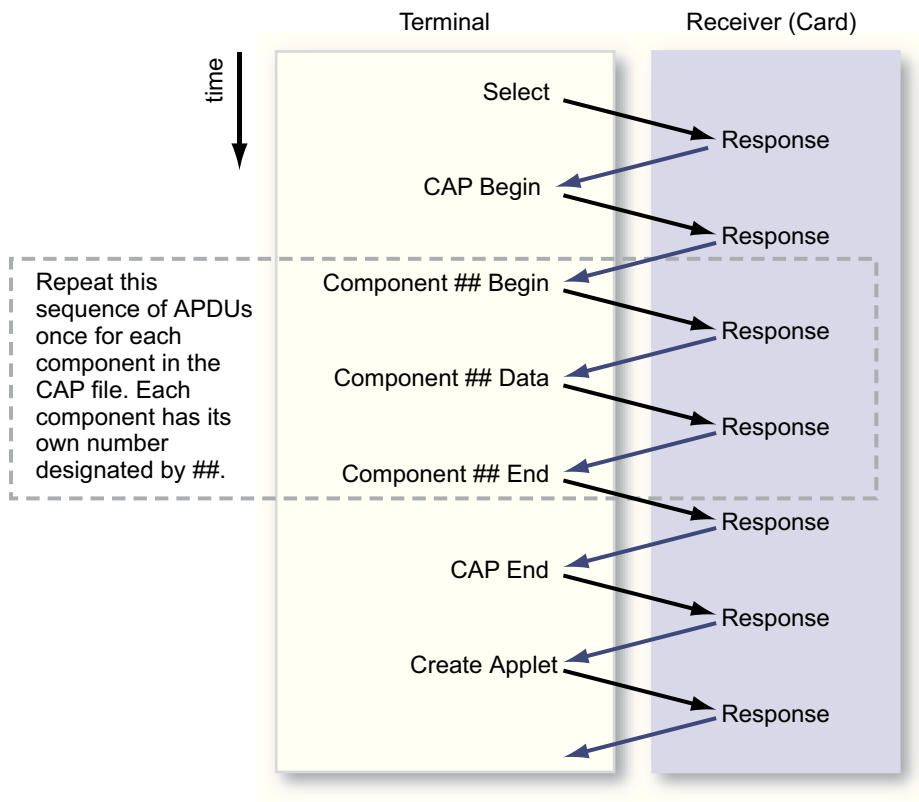 Terminal
Receiver (Card)
time
Select
Response
CAP Begin
Response
Repeat this
sequence of APDUs
once for each
component in the
CAP file. Each
component has its
own number
designated by ##.
Component ## Begin
Response
Component ## Data
Response
Component ## End
Response
CAP End
Response
Create Applet
Response